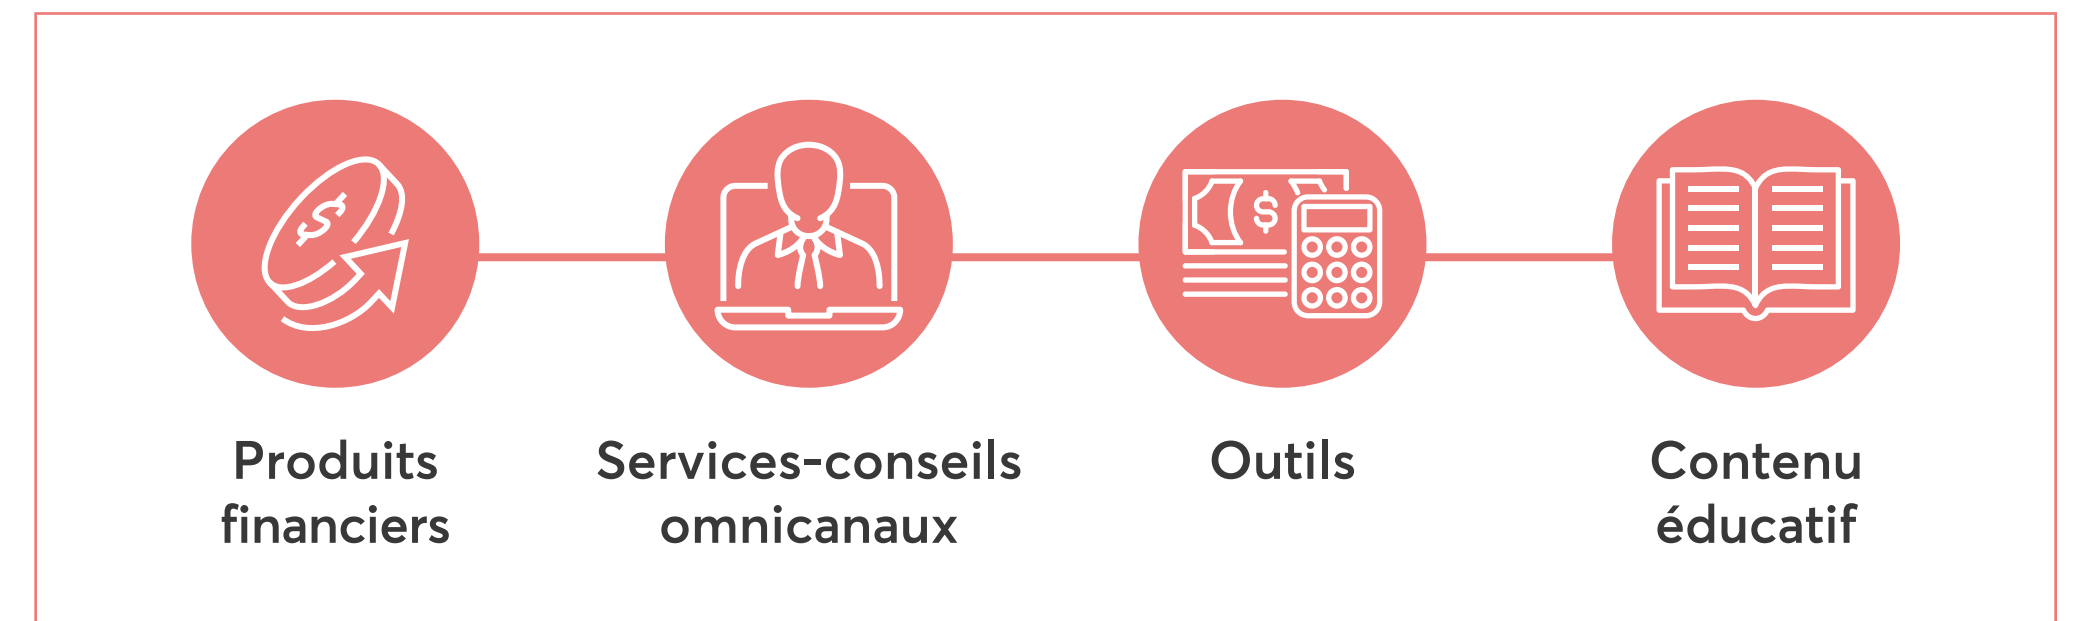 $
$
Produits
financiers
Services-conseils
omnicanaux
Outils
Contenu
éducatif